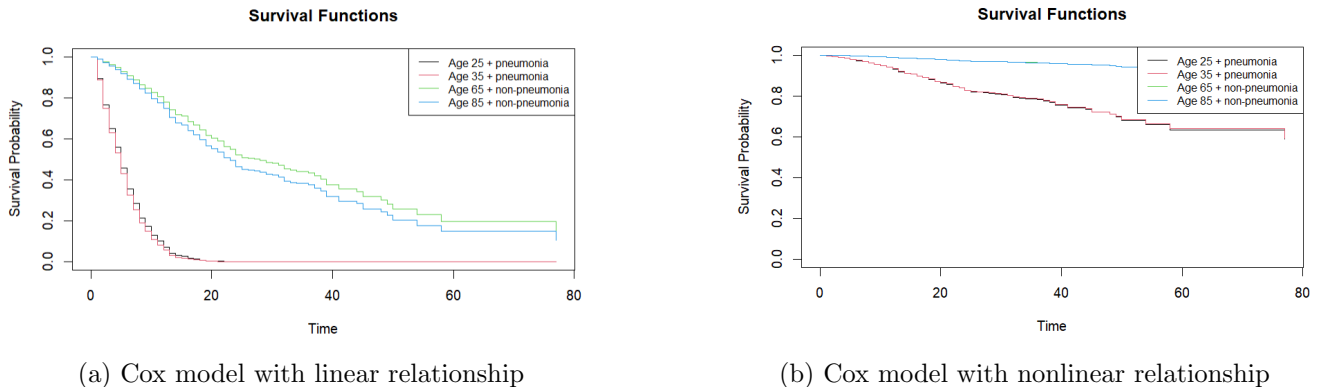 Survival Functions
Survival Probability
1.0
0.8
0.6
0.4
0.2
0.0
Age 25 + pneumonia
Age 35 + pneumonia
Age 65 + non-pneumonia
Age 85 + non-pneumonia
0 20 40 60 80
Time
(a) Cox model with linear relationship
Survival Functions
Survival Probability
1.0
0.8
0.6
0.4
0.2
0.0
Age 25 + pneumonia
Age 35 + pneumonia
Age 65 + non-pneumonia
Age 85 + non-pneumonia
0 20 40 60 80
Time
(b) Cox model with nonlinear relationship